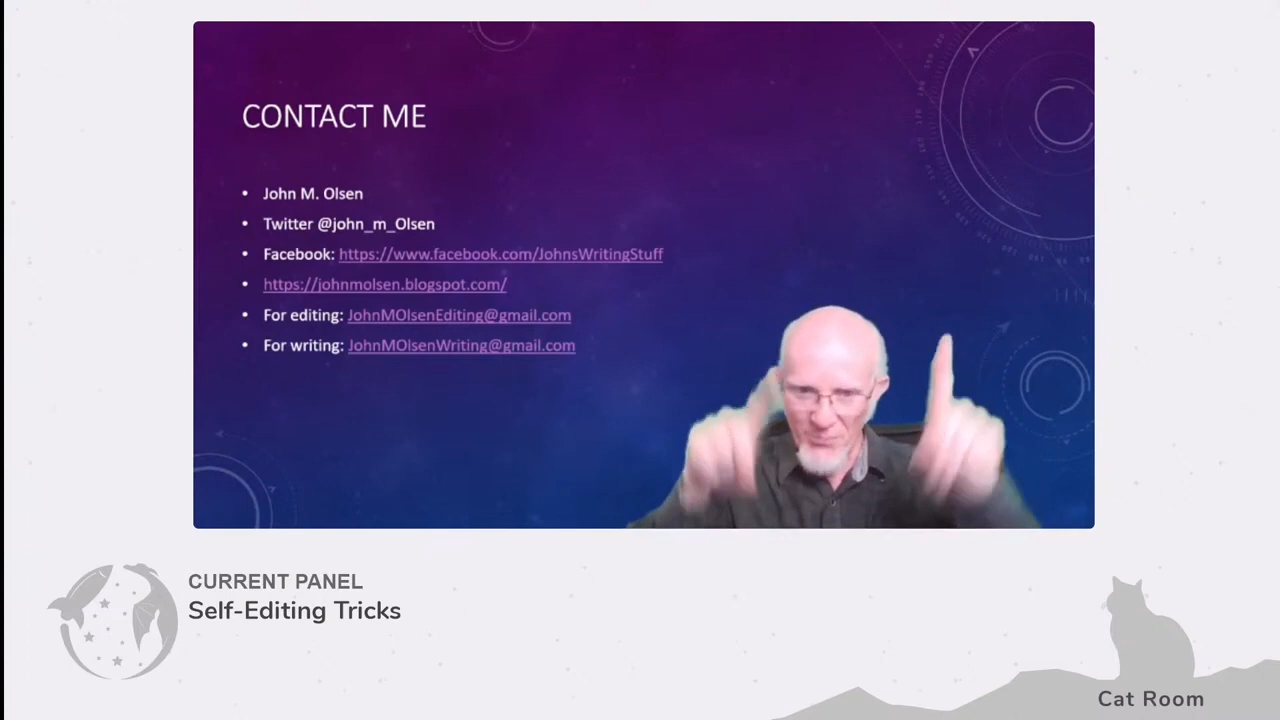 CONTACT ME
• John M. Olsen
• Twitter @john_m_Olsen
• Facebook: https://www.facebook.com/JohnsWritingStuff
• https://johnmolsen.blogspot.com/
• For editing: JohnMOlsenEditing@gmail.com
• For writing: JohnMOlsenWriting@gmail.com
CURRENT PANEL
Self-Editing Tricks
Cat Room